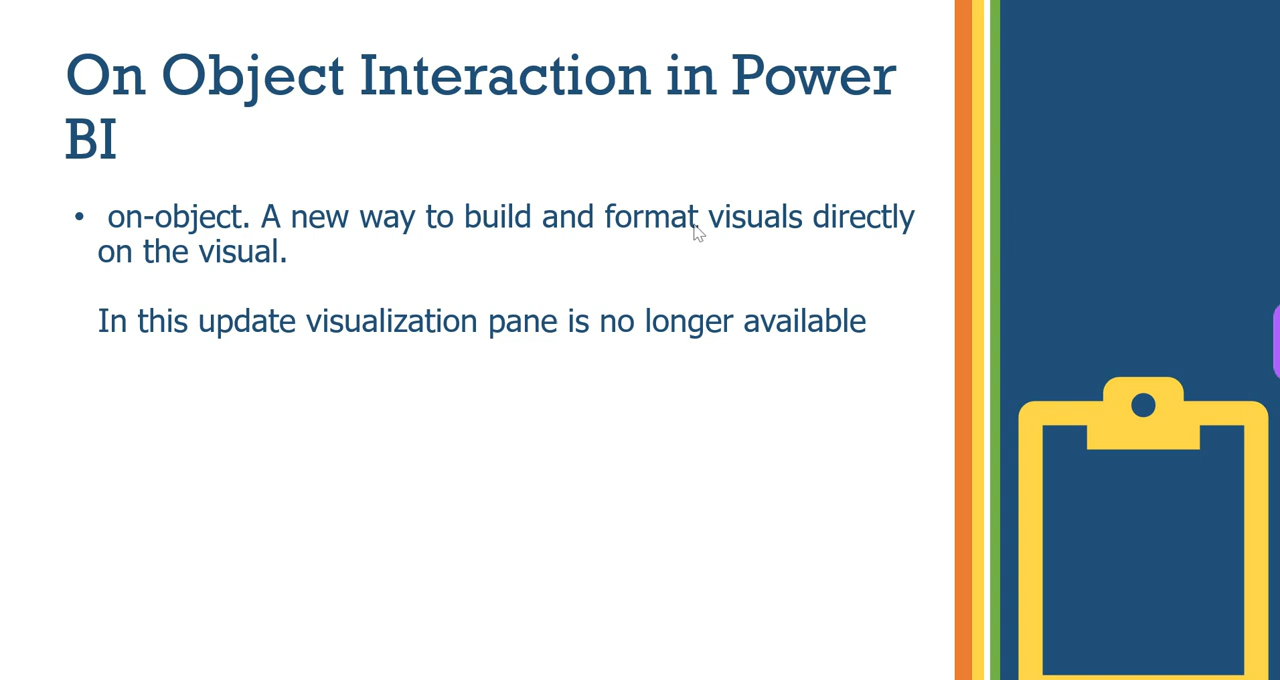 On Object Interaction in Power
BI
• on-object. A new way to build and format visuals directly
on the visual.
In this update visualization pane is no longer available